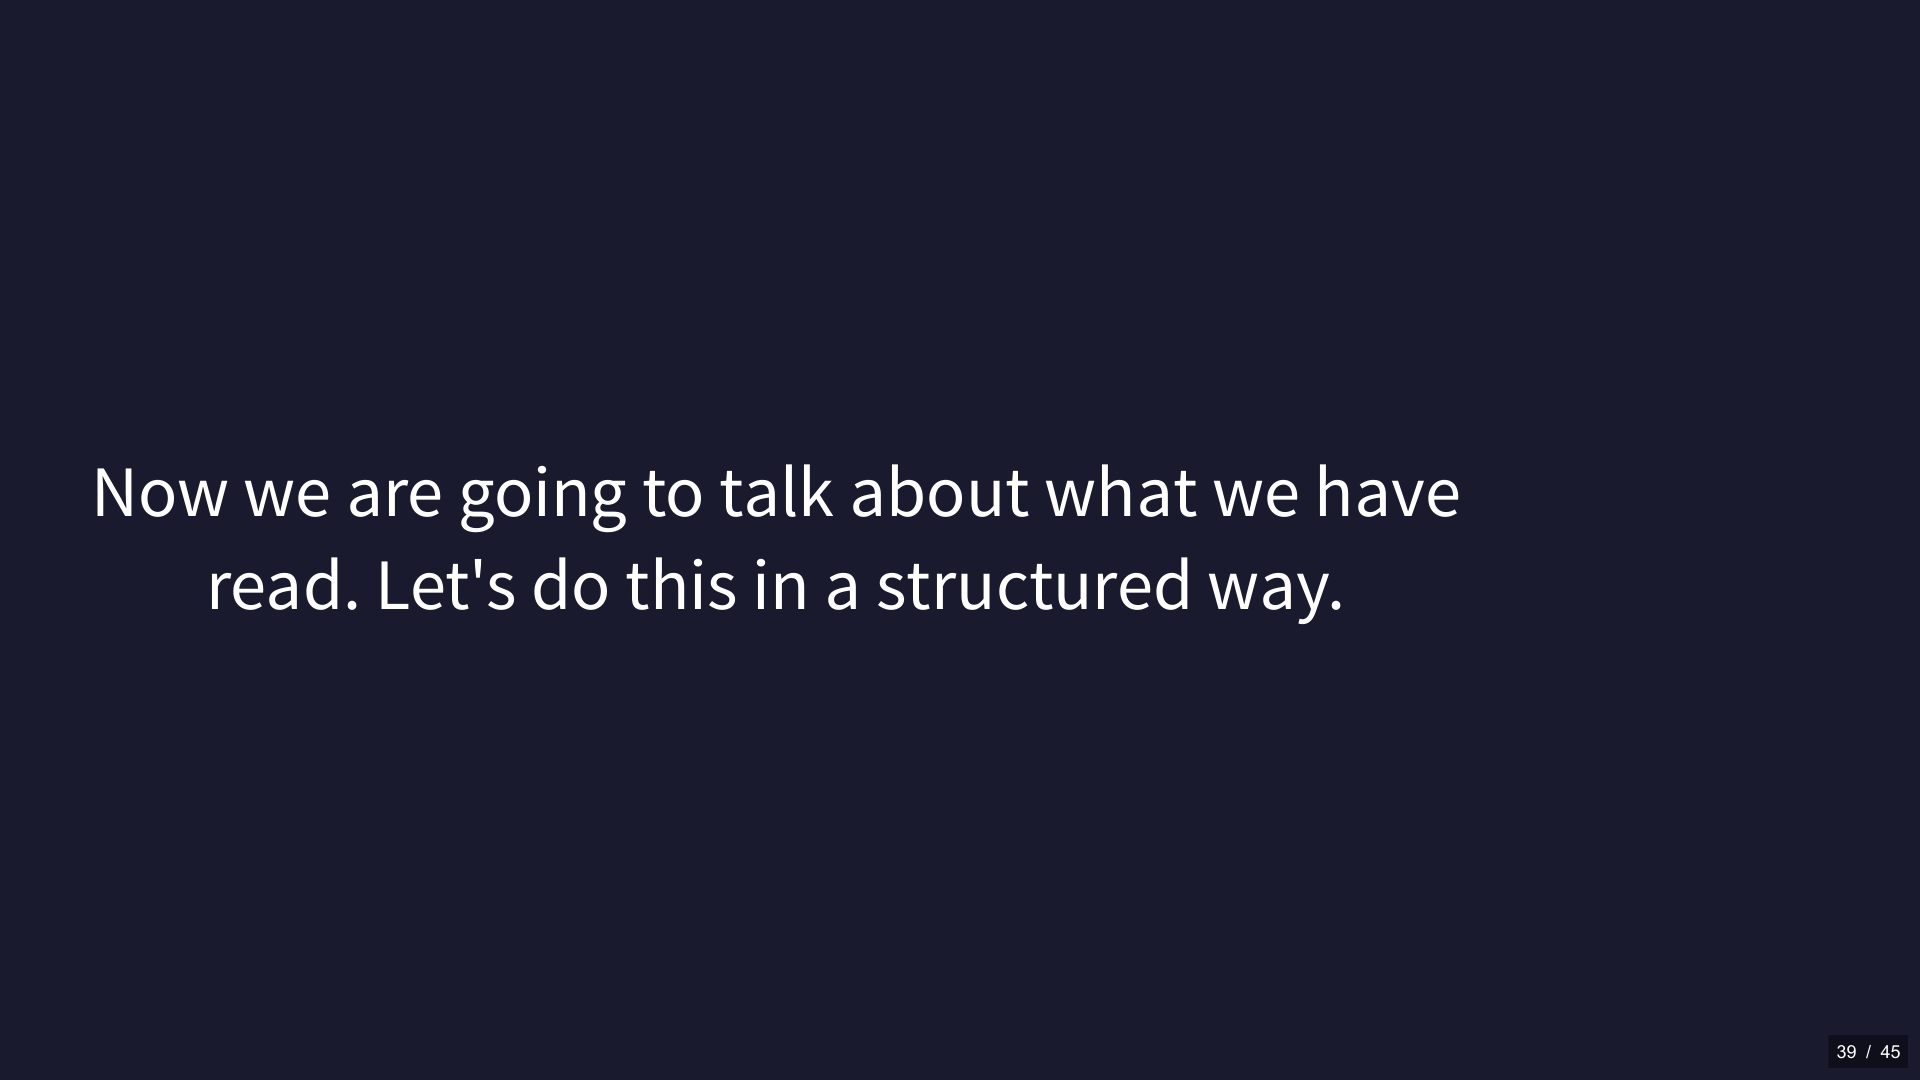 Now we are going to talk about what we have
read. Let's do this in a structured way.
39 / 45